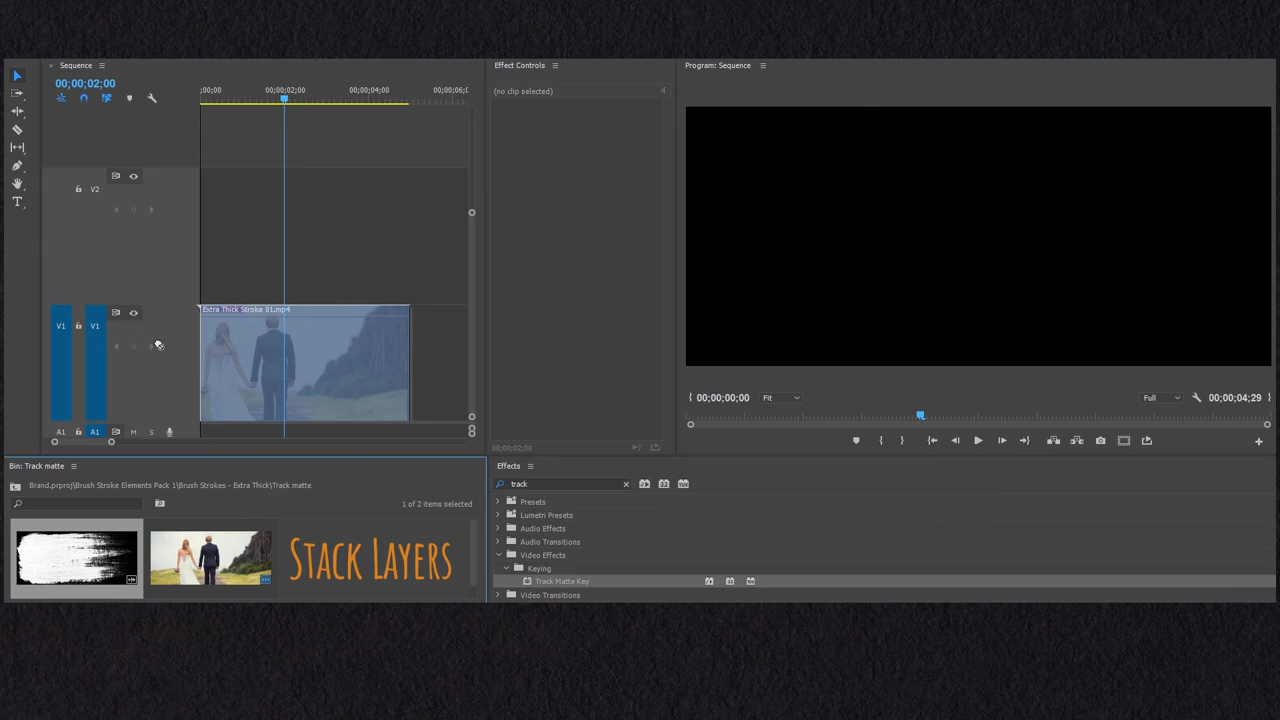 Sequence
00;00;02;00
;00;00
00;00;02;00
00;00;04;00
00;00;06;0
V2
Extra Thick Stroke 01.mp4
V1
V1
A1
A1
M
S
Effect Controls
(no clip selected)
00;00;02;00
Program: Sequence
00;00;00;00
Fit
Full
00;00;04;29
Bin: Track matte
Brand.prproj\Brush Stroke Elements Pack 1\Brush Strokes - Extra Thick\Track matte
1 of 2 items selected
Stack Layers
Effects
track
Presets
Lumetri Presets
Audio Effects
Audio Transitions
Video Effects
Keying
Track Matte Key
Video Transitions